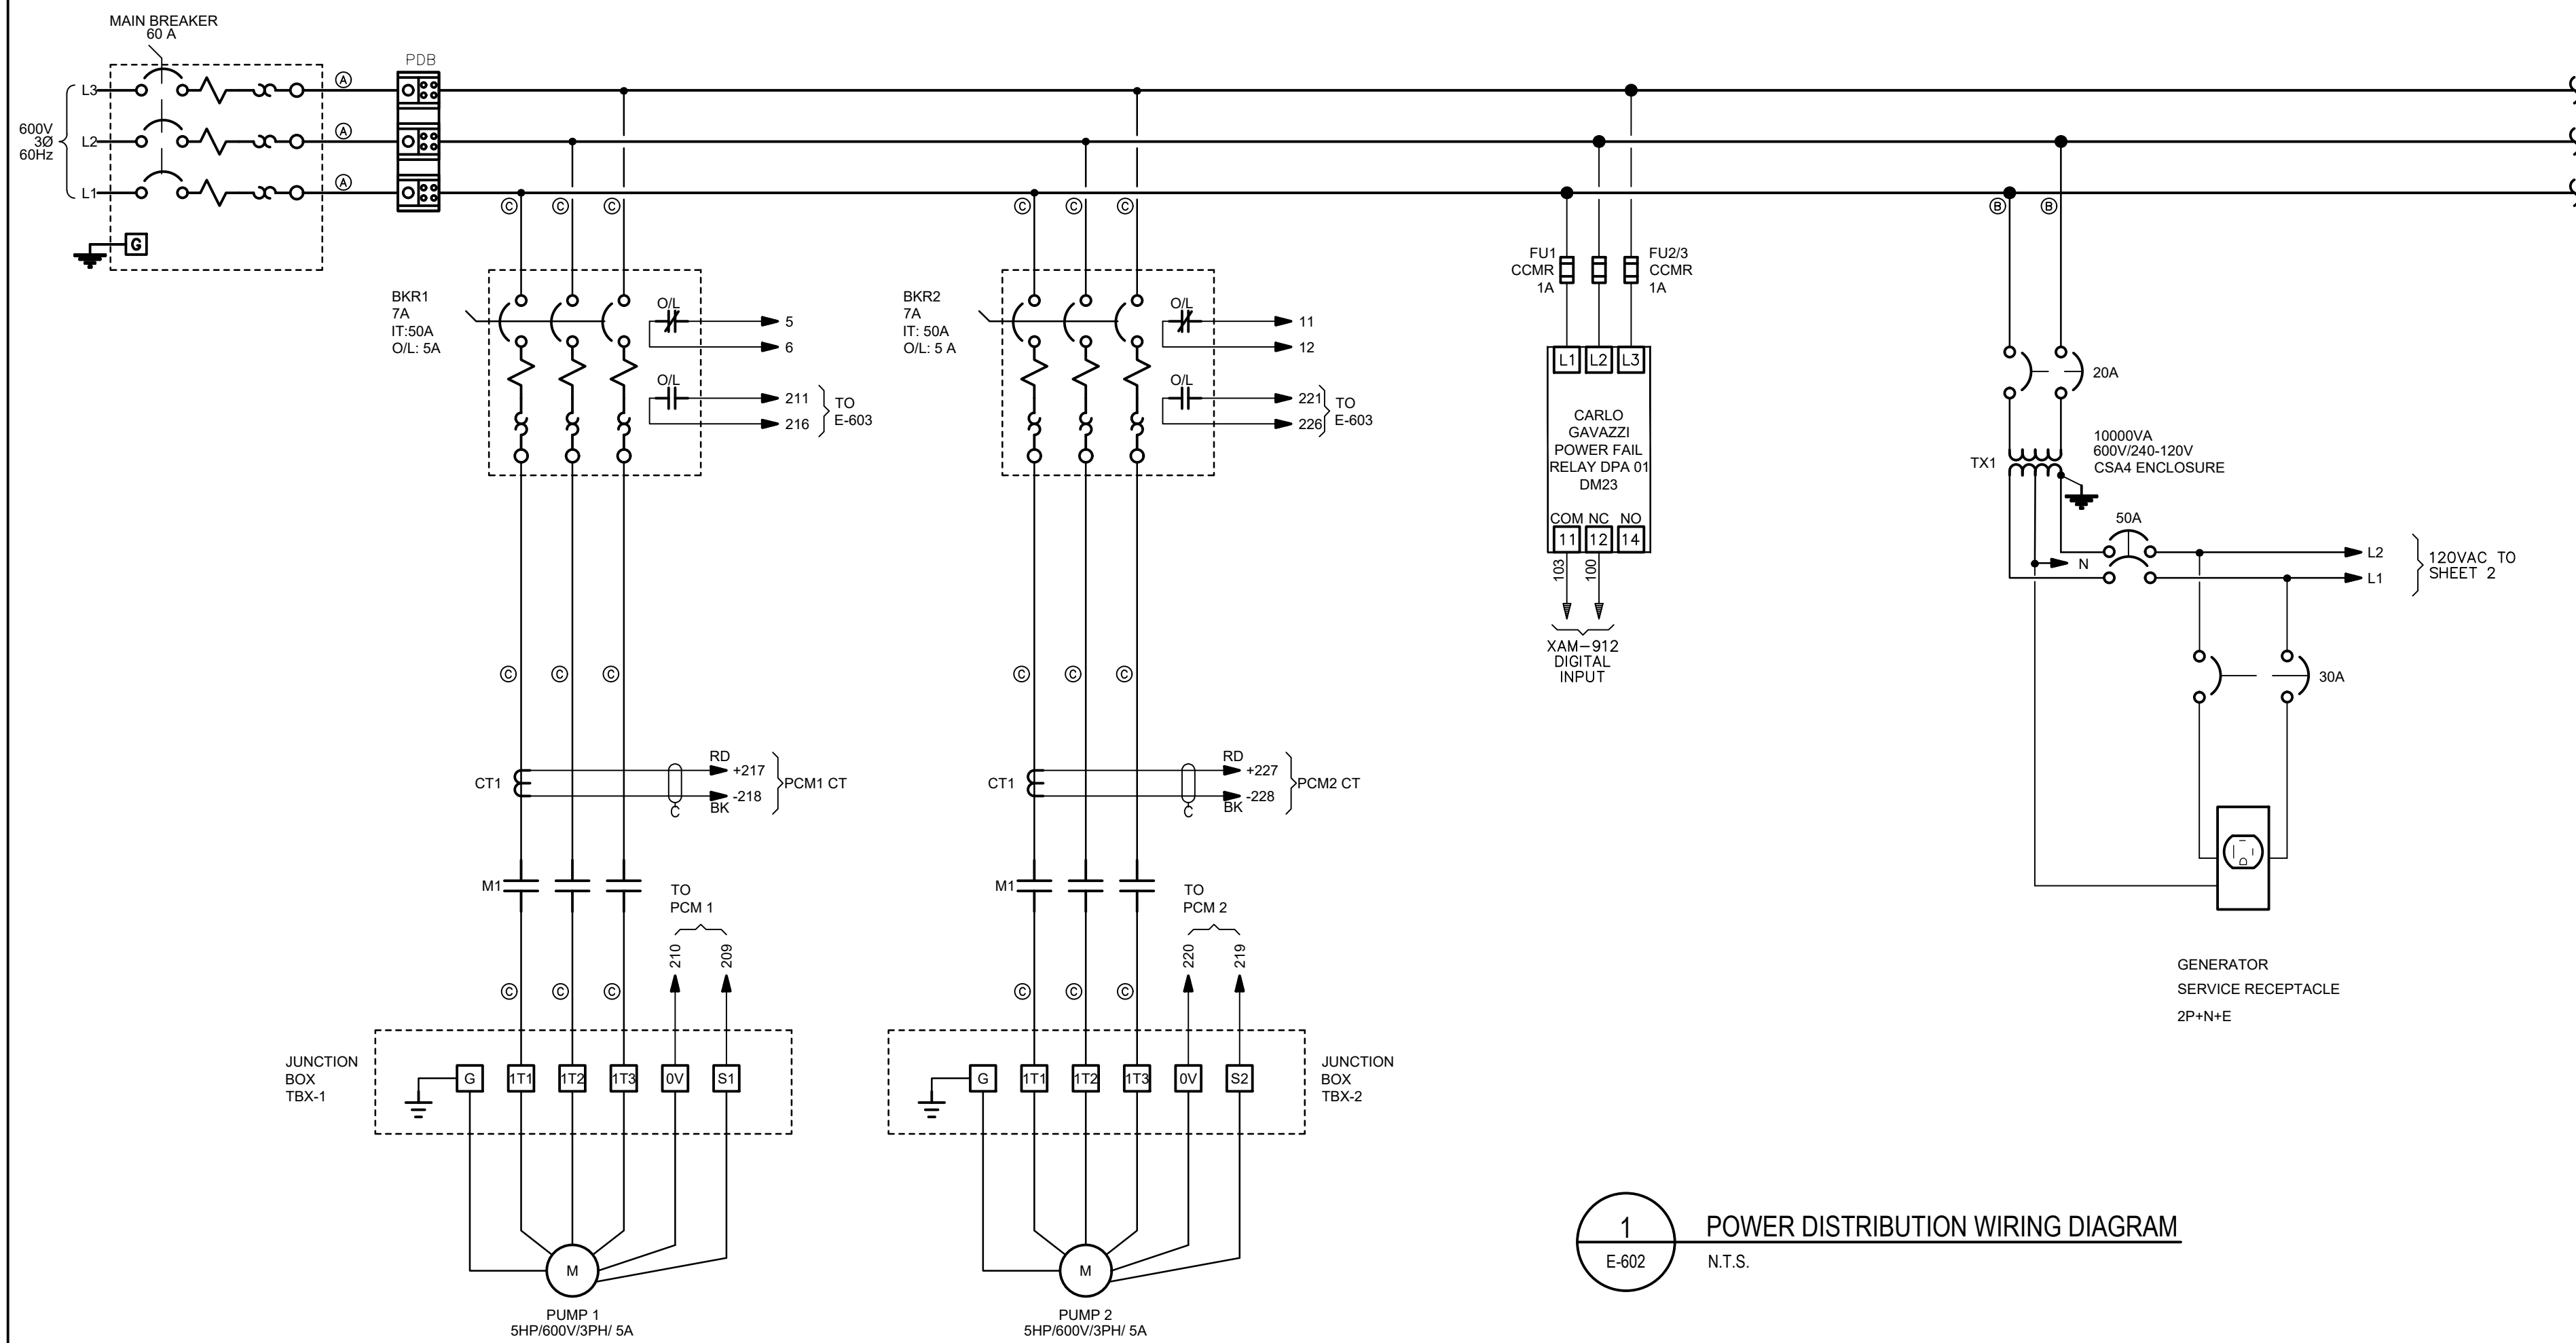 MAIN BREAKER
60 A
PDB
L3
L2
L1
600V
3Ø
60Hz
A
A
A
G
C C C
C C C
B B
BKR1
7A
IT:50A
O/L: 5A
O/L
5
6
O/L
211
216
TO
E-603
BKR2
7A
IT: 50A
O/L: 5 A
O/L
11
12
O/L
221
226
TO
E-603
FU1
CCMR
1A
FU2/3
CCMR
1A
L1 L2 L3
CARLO
GAVAZZI
POWER FAIL
RELAY DPA 01
DM23
COM NC NO
11 12 14
103
100
XAM-912
DIGITAL
INPUT
20A
TX1
10000VA
600V/240-120V
CSA4 ENCLOSURE
50A
N
L2
L1
120VAC TO
SHEET 2
30A
GENERATOR
SERVICE RECEPTACLE
2P+N+E
C C C
C C C
CT1
RD
+217
-218
BK
C
PCM1 CT
CT1
RD
+227
-228
BK
C
PCM2 CT
M1
TO
PCM 1
210
209
M1
TO
PCM 2
220
219
C C C
C C C
JUNCTION
BOX
TBX-1
G 1T1 1T2 1T3 0V S1
G 1T1 1T2 1T3 0V S2
JUNCTION
BOX
TBX-2
M
PUMP 1
5HP/600V/3PH/ 5A
M
PUMP 2
5HP/600V/3PH/ 5A
1
E-602
POWER DISTRIBUTION WIRING DIAGRAM
N.T.S.